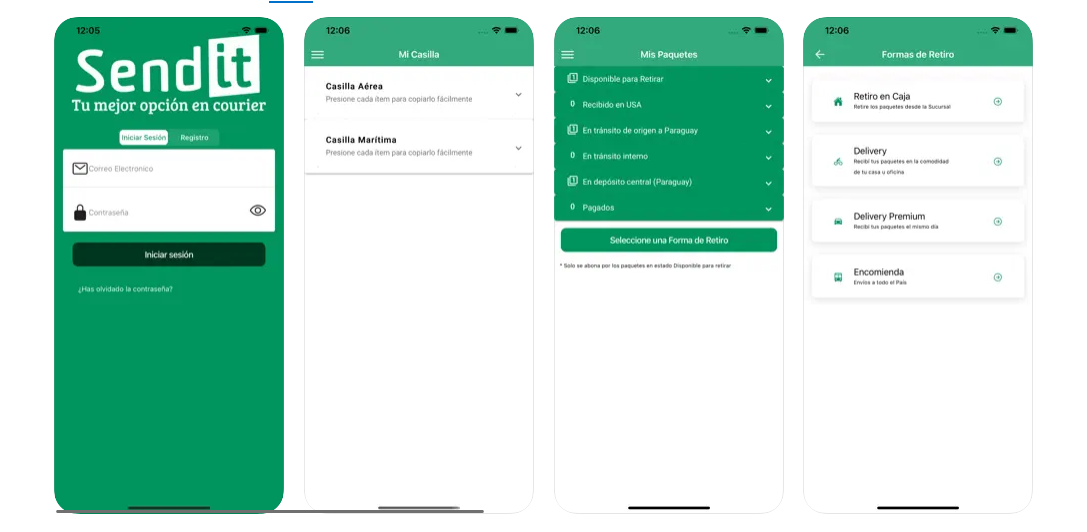 12:05
Sendit
Tu mejor opción en courier
Iniciar Sesión Registro
Correo Electronico
Contraseña
Iniciar sesión
¿Has olvidado la contraseña?
12:06
Mi Casilla
Casilla Aérea
Presione cada item para copiarlo fácilmente
Casilla Marítima
Presione cada item para copiarlo fácilmente
12:06
Mis Paquetes
1 Disponible para Retirar
0 Recibido en USA
1 En tránsito de origen a Paraguay
0 En tránsito interno
1 En depósito central (Paraguay)
0 Pagados
Seleccione una Forma de Retiro
* Solo se abona por los paquetes en estado Disponible para retirar
12:06
Formas de Retiro
Retiro en Caja
Retire los paquetes desde la Sucursal
Delivery
Recibí tus paquetes en la comodidad
de tu casa u oficina
Delivery Premium
Recibí tus paquetes el mismo día
Encomienda
Envíos a todo el País